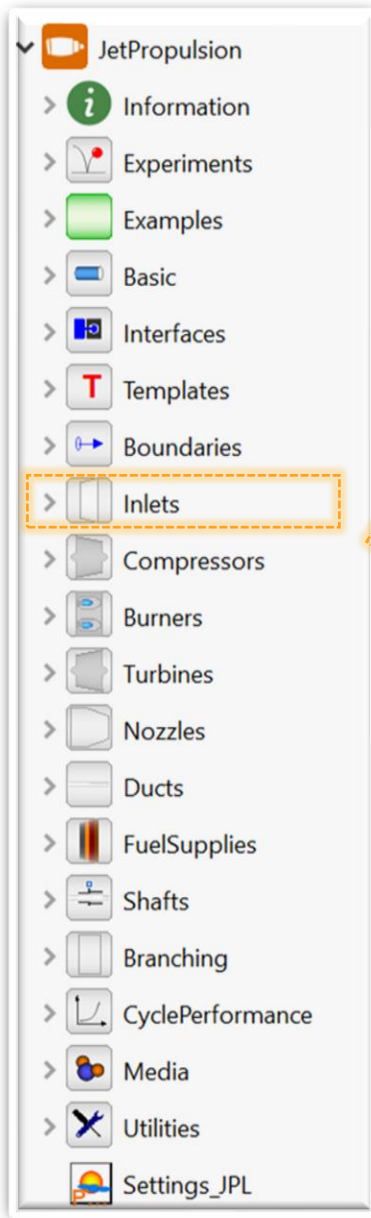 JetPropulsion
i Information
Experiments
Examples
Basic
Interfaces
T Templates
Boundaries
Inlets
Compressors
Burners
Turbines
Nozzles
Ducts
FuelSupplies
Shafts
Branching
CyclePerformance
Media
Utilities
P Settings_JPL